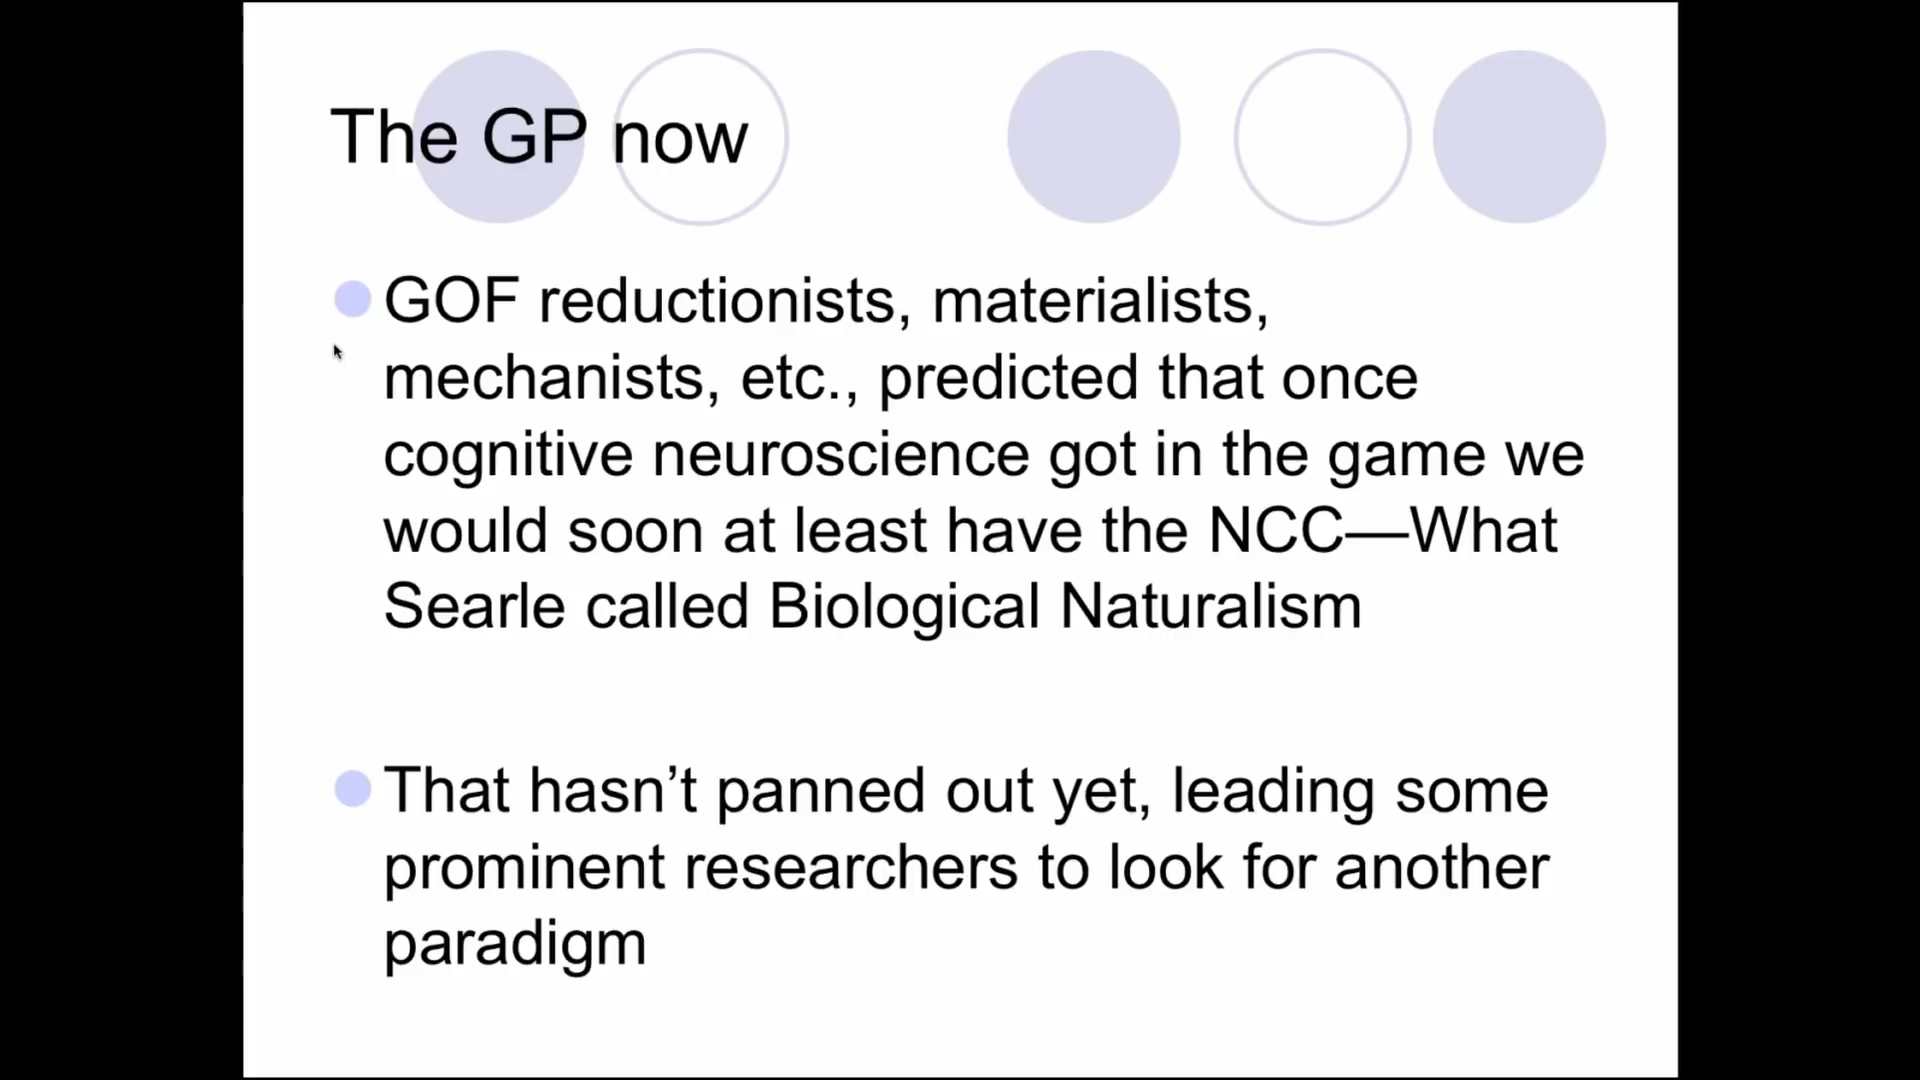 The GP now
GOF reductionists, materialists,
mechanists, etc., predicted that once
cognitive neuroscience got in the game we
would soon at least have the NCC—What
Searle called Biological Naturalism
That hasn’t panned out yet, leading some
prominent researchers to look for another
paradigm